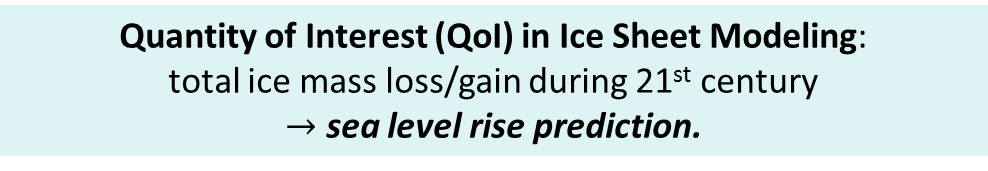 Quantity of Interest (QoI) in Ice Sheet Modeling:
total ice mass loss/gain during 21st century
→ sea level rise prediction.